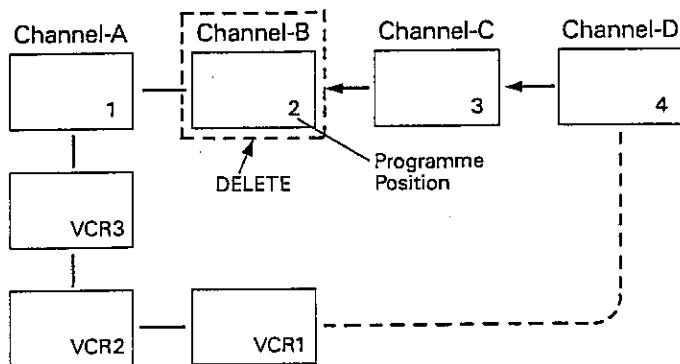 Channel-A
Channel-B
Channel-C
Channel-D
1
2
3
4
DELETE
Programme
Position
VCR3
VCR2
VCR1